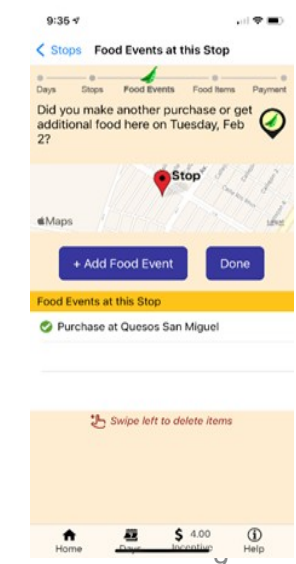 9:35
Stops Food Events at this Stop
Days Stops Food Events Food Items Payment
Did you make another purchase or get
additional food here on Tuesday, Feb
2?
Stop
Maps
+ Add Food Event Done
Food Events at this Stop
Purchase at Quesos San Miguel
Swipe left to delete items
$ 4.00
Home Days Incentive Help